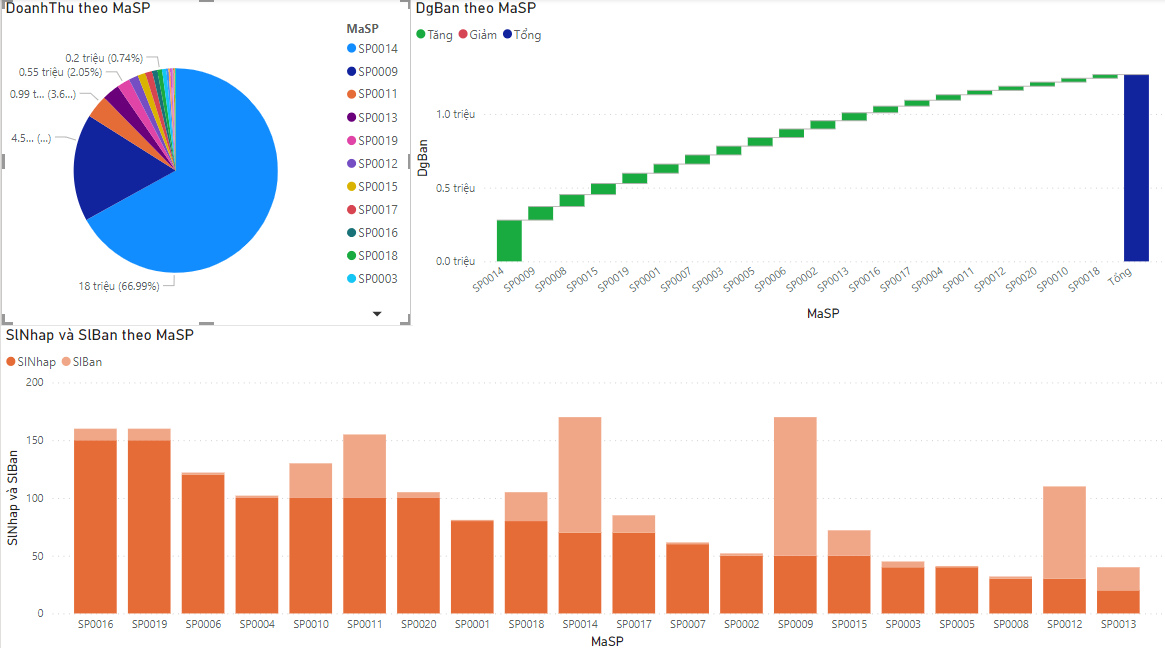 DoanhThu theo MaSP
MaSP
SP0014
SP0009
SP0011
SP0013
SP0019
SP0012
SP0015
SP0017
SP0016
SP0018
SP0003
0.2 triệu (0.74%)
0.55 triệu (2.05%)
0.99 t... (3.6...)
4.5... (...)
18 triệu (66.99%)
DgBan theo MaSP
Tăng Giảm Tổng
DgBan
1.0 triệu
0.5 triệu
0.0 triệu
SP0014 SP0009 SP0008 SP0015 SP0019 SP0001 SP0007 SP0003 SP0005 SP0006 SP0002 SP0013 SP0016 SP0017 SP0004 SP0011 SP0012 SP0020 SP0010 SP0018 Tổng
MaSP
SlNhap và SlBan theo MaSP
SlNhap SlBan
SlNhap và SlBan
200
150
100
50
0
SP0016 SP0019 SP0006 SP0004 SP0010 SP0011 SP0020 SP0001 SP0018 SP0014 SP0017 SP0007 SP0002 SP0009 SP0015 SP0003 SP0005 SP0008 SP0012 SP0013
MaSP